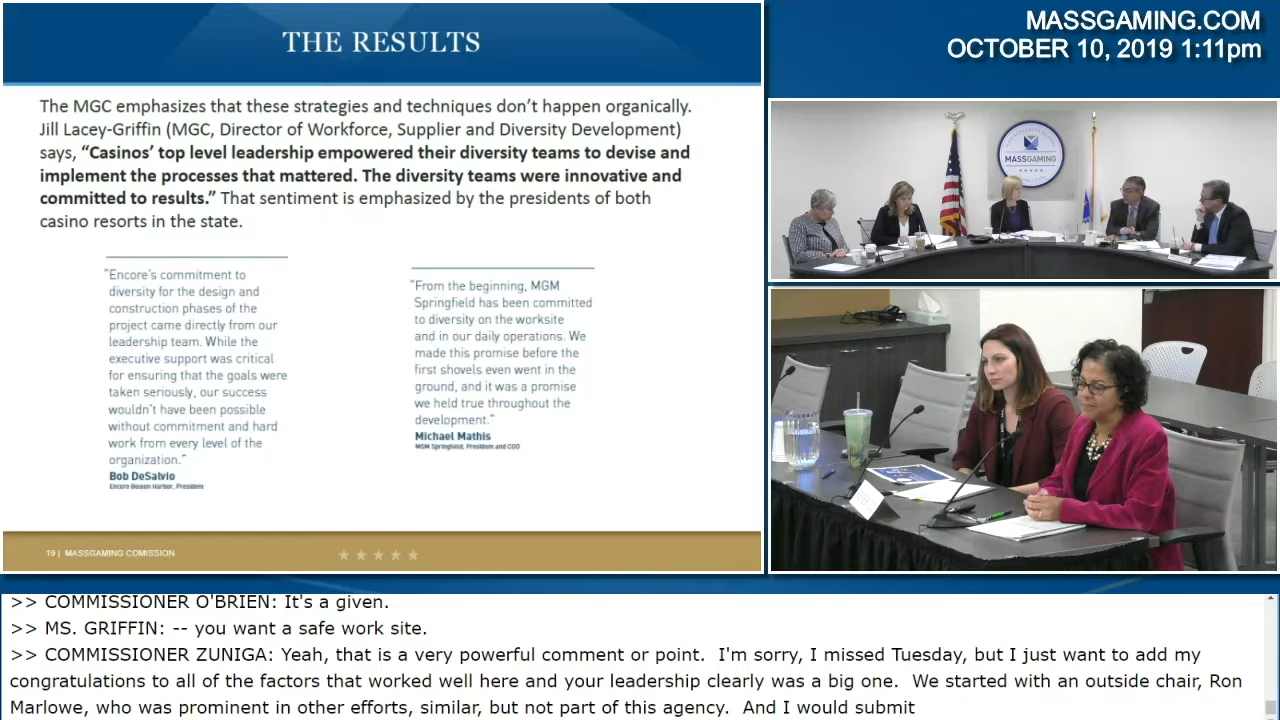 THE RESULTS
The MGC emphasizes that these strategies and techniques don't happen organically.
Jill Lacey-Griffin (MGC, Director of Workforce, Supplier and Diversity Development)
says, “Casinos' top level leadership empowered their diversity teams to devise and
implement the processes that mattered. The diversity teams were innovative and
committed to results.” That sentiment is emphasized by the presidents of both
casino resorts in the state.
“Encore's commitment to
diversity for the design and
construction phases of the
project came directly from our
leadership team. While the
executive support was critical
for ensuring that the goals were
taken seriously, our success
wouldn't have been possible
without commitment and hard
work from every level of the
organization.”
Bob DeSalvio
Encore Boston Harbor, President
“From the beginning, MGM
Springfield has been committed
to diversity on the worksite
and in our daily operations. We
made this promise before the
first shovels even went in the
ground, and it was a promise
we held true throughout the
development.”
Michael Mathis
MGM Springfield, President and COO
19 | MASSGAMING COMISSION
MASSGAMING.COM
OCTOBER 10, 2019 1:11pm
MASSGAMING
>> COMMISSIONER O'BRIEN: It's a given.
>> MS. GRIFFIN: -- you want a safe work site.
>> COMMISSIONER ZUNIGA: Yeah, that is a very powerful comment or point.  I'm sorry, I missed Tuesday, but I just want to add my
congratulations to all of the factors that worked well here and your leadership clearly was a big one.  We started with an outside chair, Ron
Marlowe, who was prominent in other efforts, similar, but not part of this agency.  And I would submit